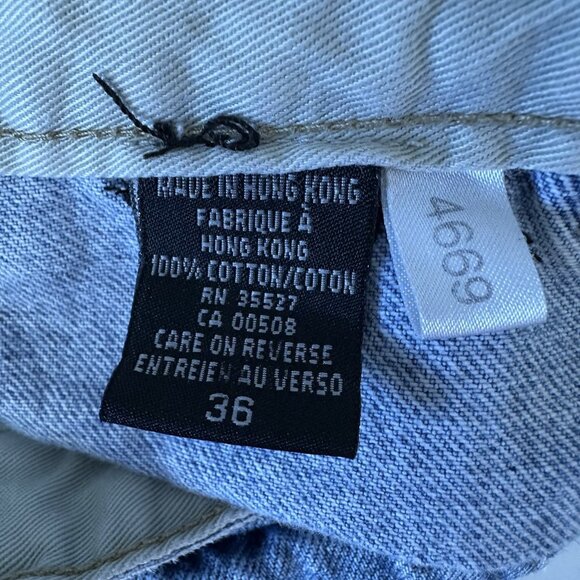 MADE IN HONG KONG
FABRIQUE À
HONG KONG
100% COTTON/COTON
RN 35527
CA 00508
CARE ON REVERSE
ENTREIEN AU VERSO
36
4669